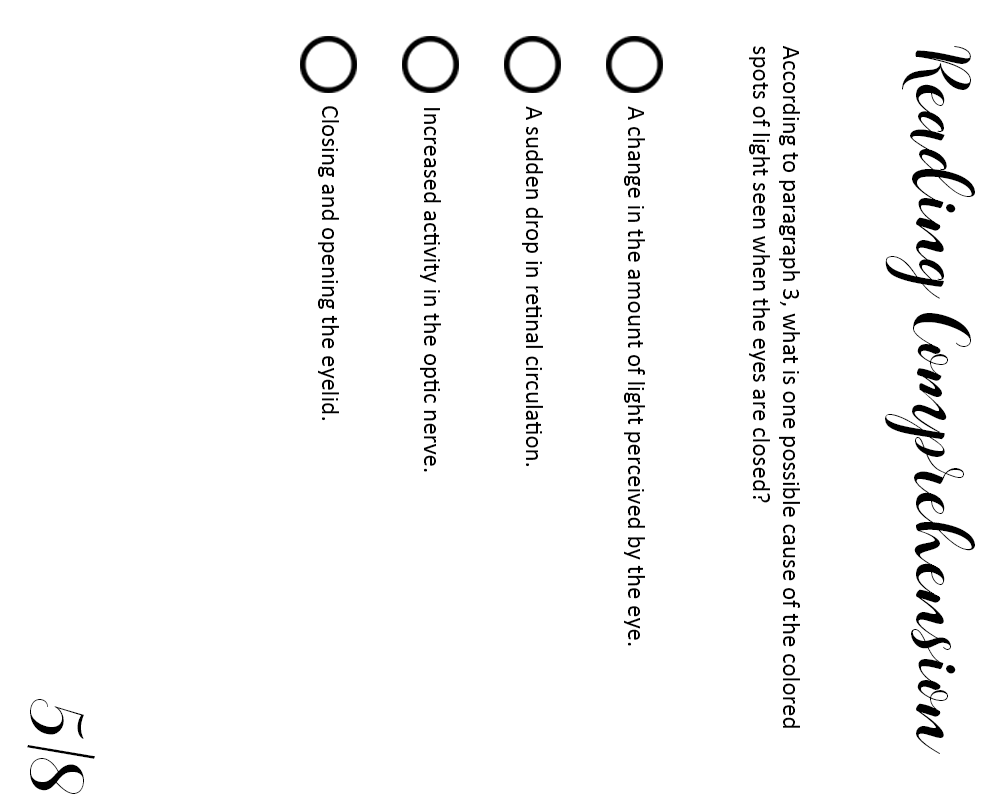 Reading Comprehension
According to paragraph 3, what is one possible cause of the colored
spots of light seen when the eyes are closed?
A change in the amount of light perceived by the eye.
A sudden drop in retinal circulation.
Increased activity in the optic nerve.
Closing and opening the eyelid.
5/8